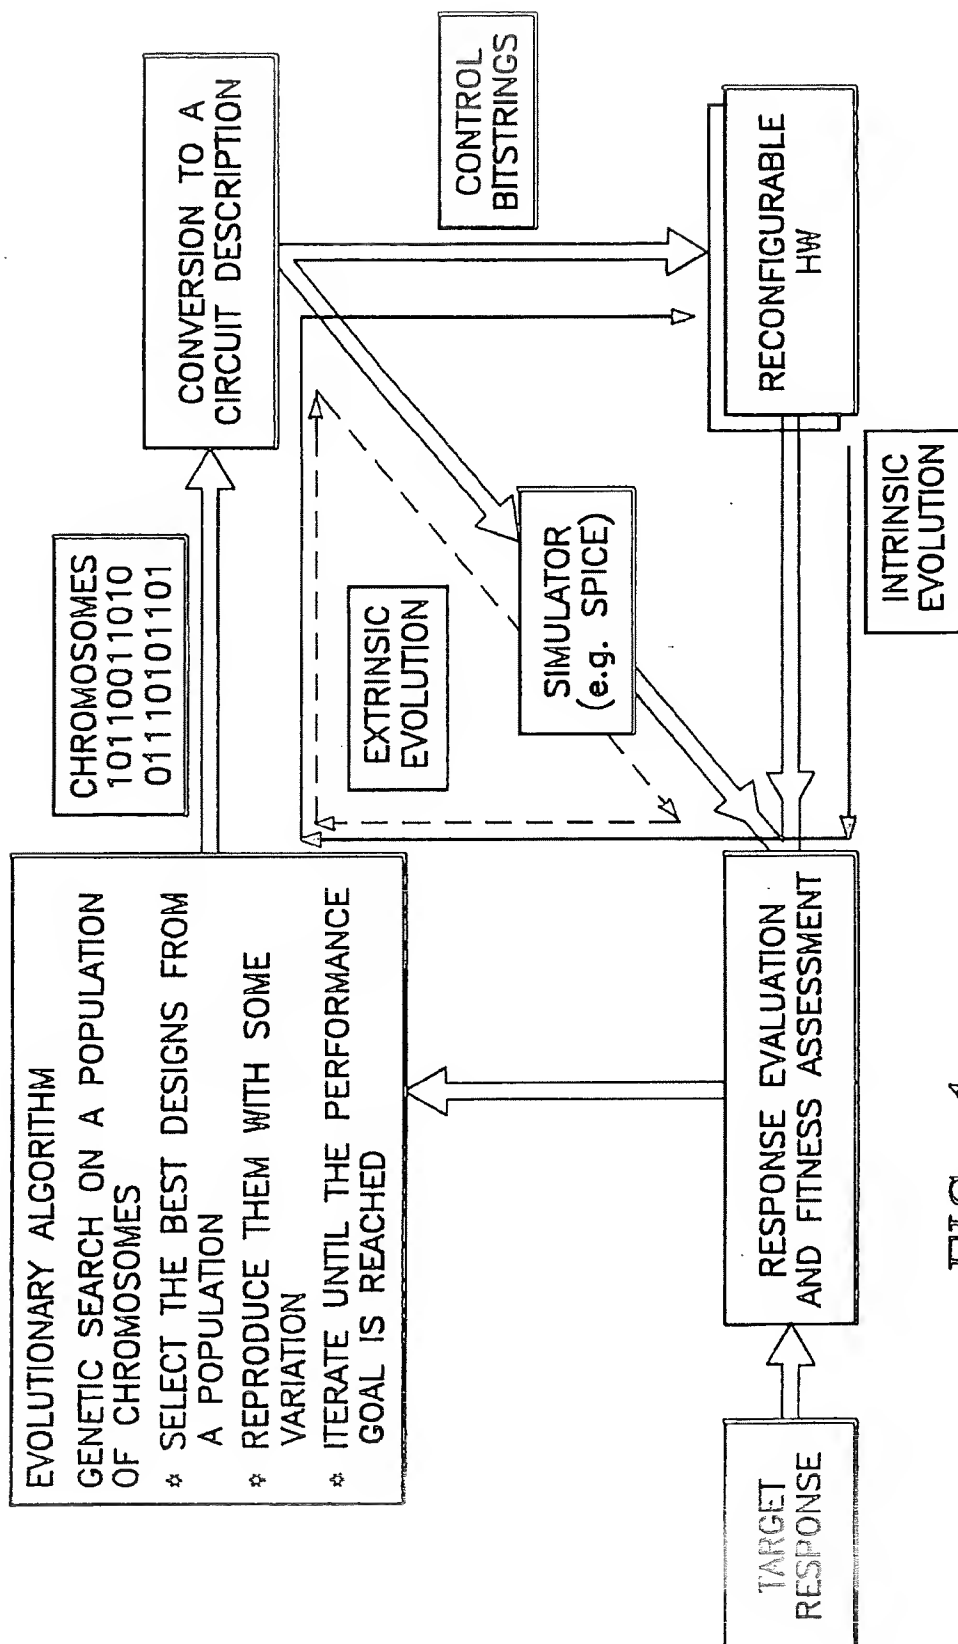 EVOLUTIONARY ALGORITHM
GENETIC SEARCH ON A POPULATION
OF CHROMOSOMES
* SELECT THE BEST DESIGNS FROM
A POPULATION
* REPRODUCE THEM WITH SOME
VARIATION
* ITERATE UNTIL THE PERFORMANCE
GOAL IS REACHED
CHROMOSOMES
10110011010
01110101101
CONVERSION TO A
CIRCUIT DESCRIPTION
EXTRINSIC
EVOLUTION
CONTROL
BITSTRINGS
SIMULATOR
(e.g. SPICE)
TARGET
RESPONSE
RESPONSE EVALUATION
AND FITNESS ASSESSMENT
RECONFIGURABLE
HW
INTRINSIC
EVOLUTION